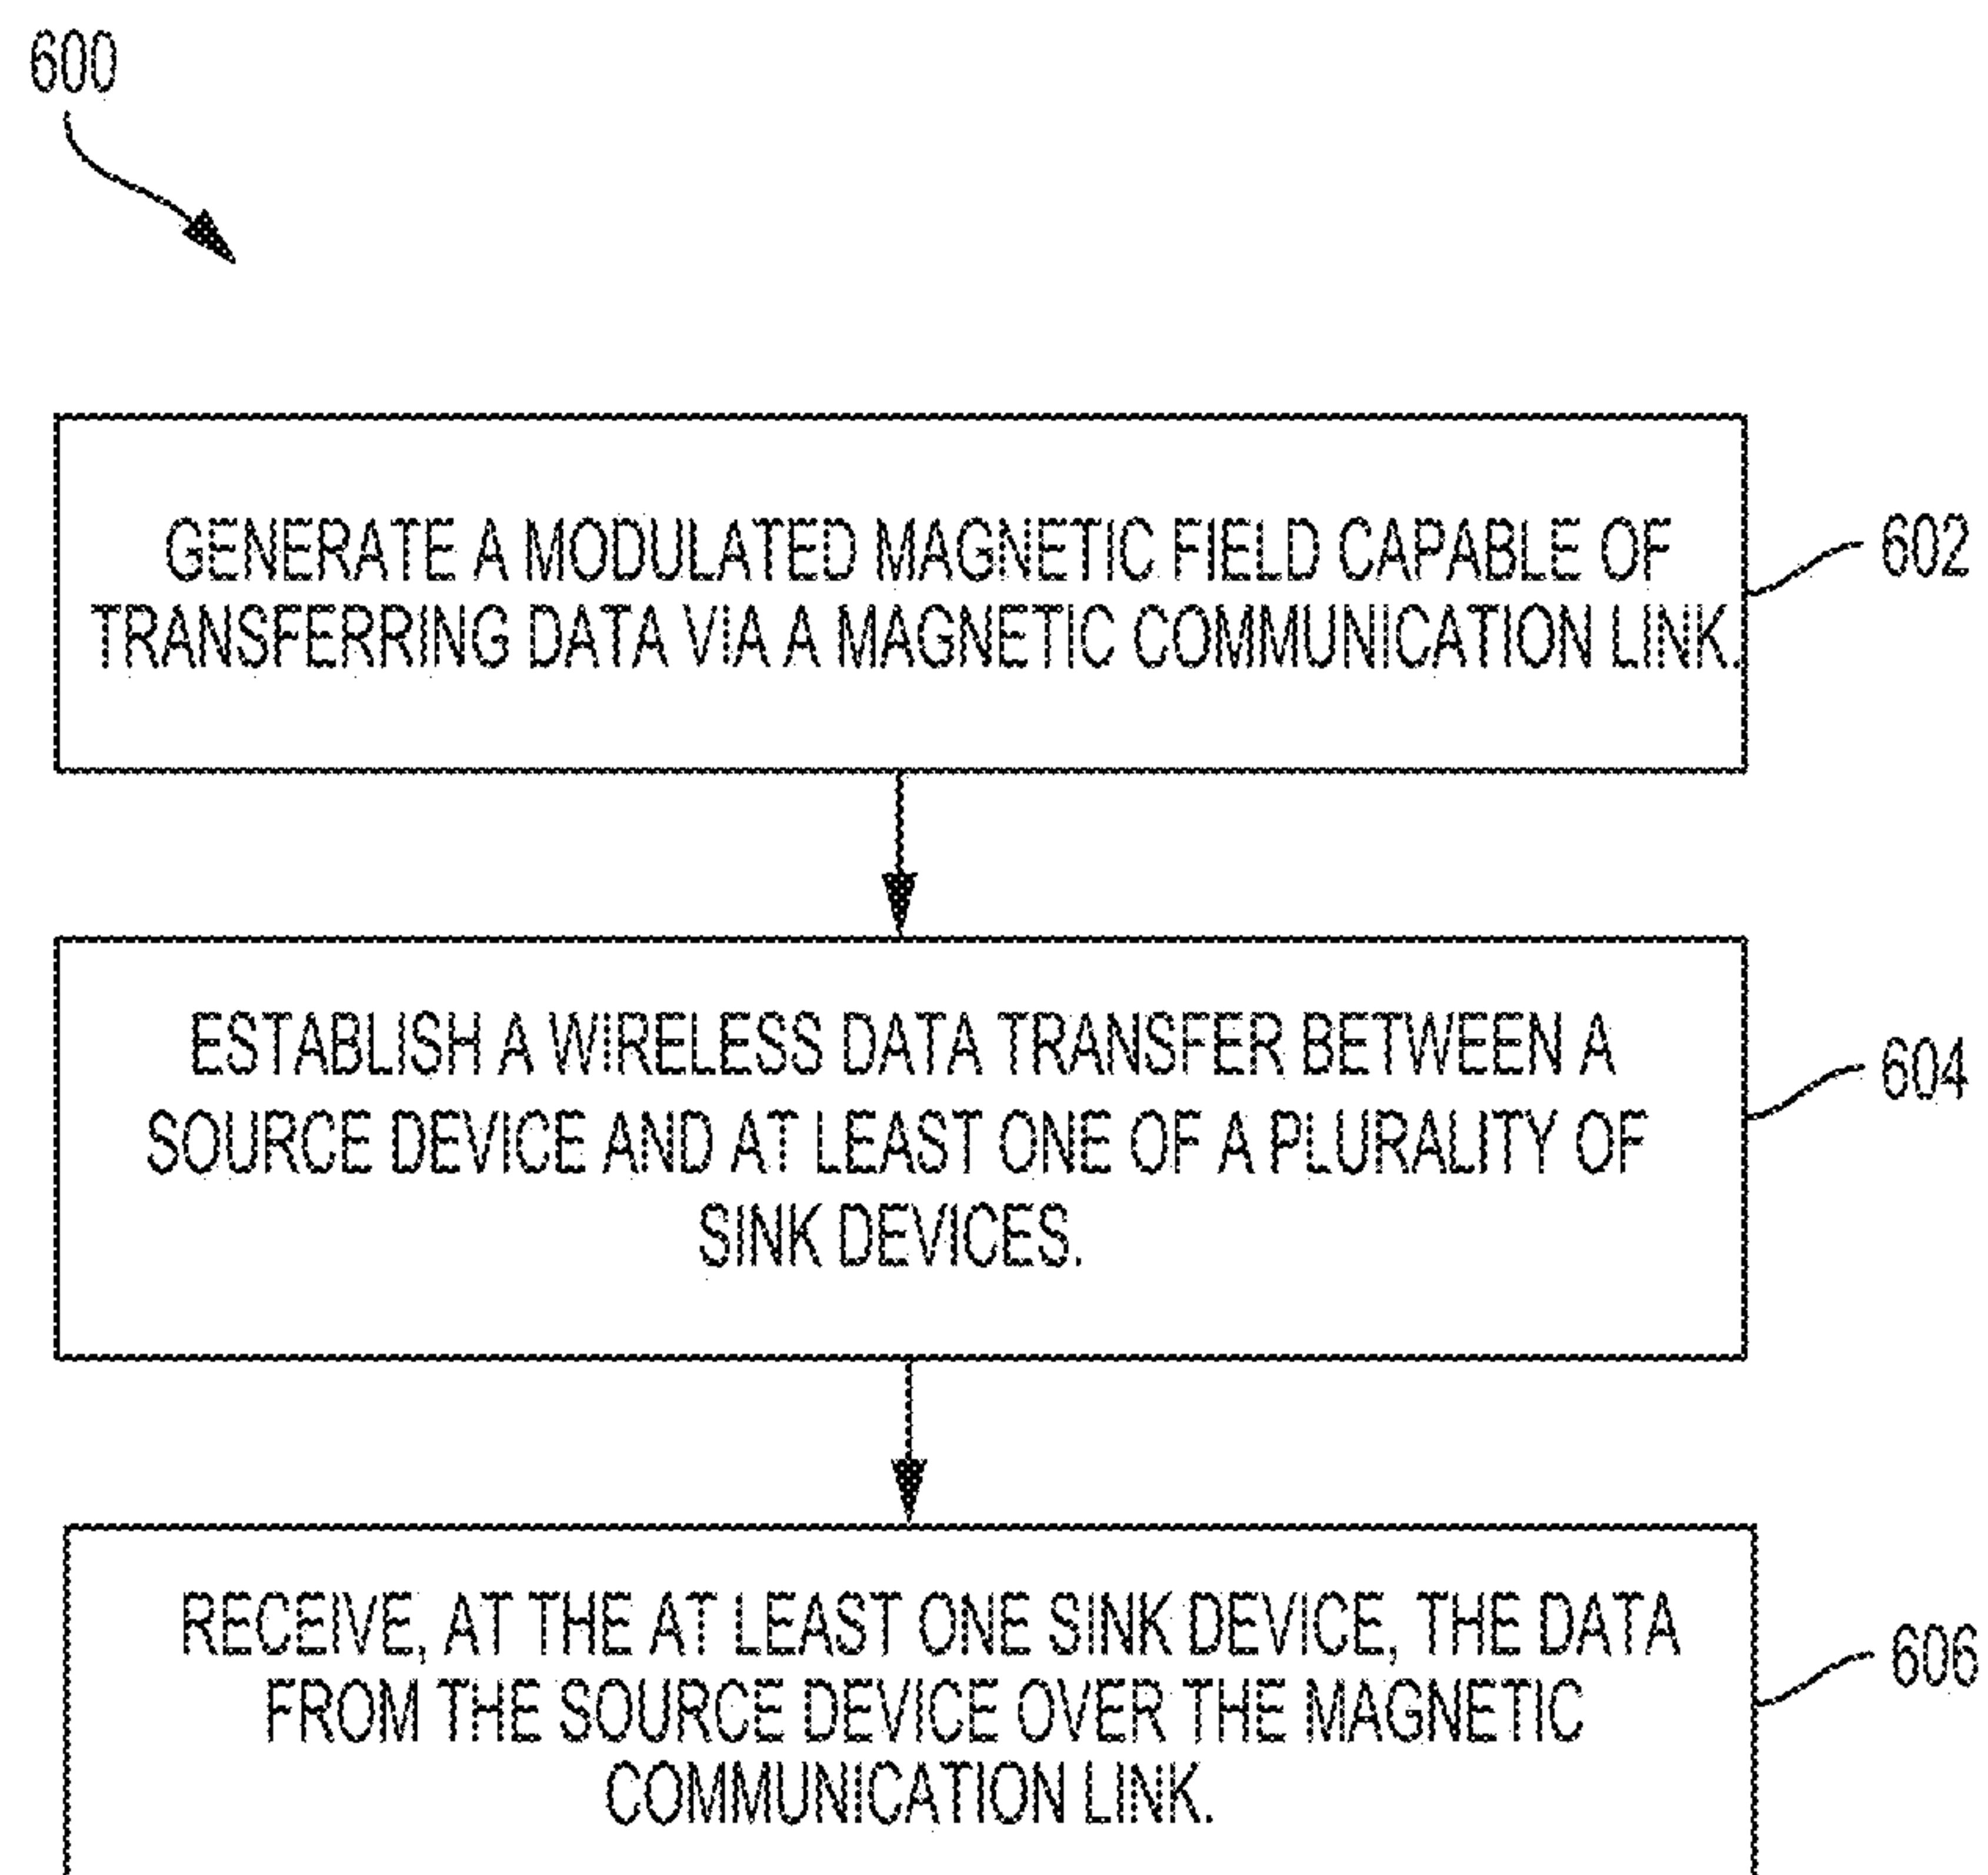 600
GENERATE A MODULATED MAGNETIC FIELD CAPABLE OF
TRANSFERRING DATA VIA A MAGNETIC COMMUNICATION LINK.
602
ESTABLISH A WIRELESS DATA TRANSFER BETWEEN A
SOURCE DEVICE AND AT LEAST ONE OF A PLURALITY OF
SINK DEVICES.
604
RECEIVE, AT THE AT LEAST ONE SINK DEVICE, THE DATA
FROM THE SOURCE DEVICE OVER THE MAGNETIC
COMMUNICATION LINK.
606